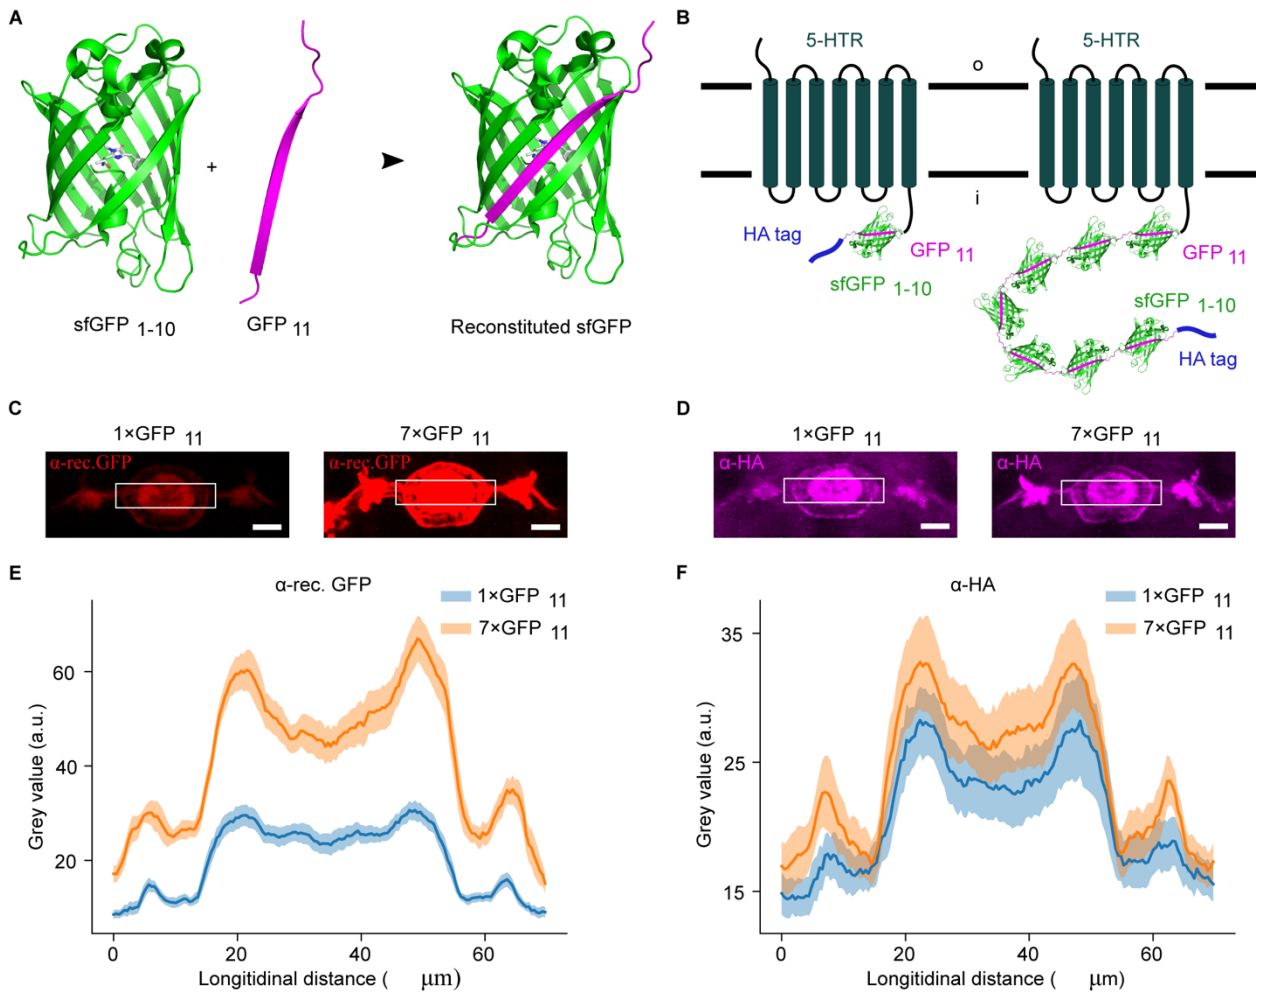 A
+
sfGFP 1-10
GFP 11
Reconstituted sfGFP
B
5-HTR
5-HTR
o
i
HA tag
GFP 11
sfGFP 1-10
GFP 11
sfGFP 1-10
HA tag
C
1×GFP 11
7×GFP 11
α-rec.GFP
α-rec.GFP
D
1×GFP 11
7×GFP 11
α-HA
α-HA
E
α-rec. GFP
1×GFP 11
7×GFP 11
Grey value (a.u.)
60
40
20
0
20
40
60
Longitidinal distance ( μm)
F
α-HA
1×GFP 11
7×GFP 11
Grey value (a.u.)
35
25
15
0
20
40
60
Longitidinal distance ( μm)